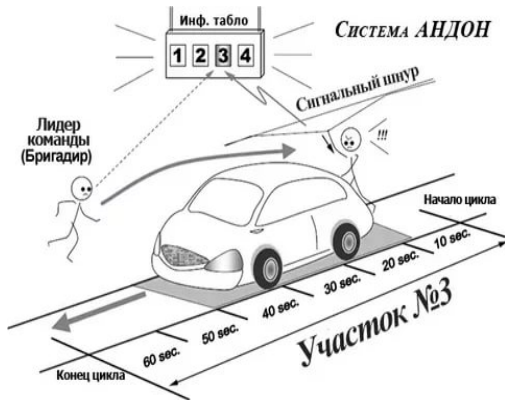 Инф. табло
Система АНДОН
1 2 3 4
Сигнальный шнур
Лидер
команды
(Бригадир)
!!!
Начало цикла
10 sec.
20 sec.
30 sec.
40 sec.
50 sec.
60 sec.
Участок №3
Конец цикла